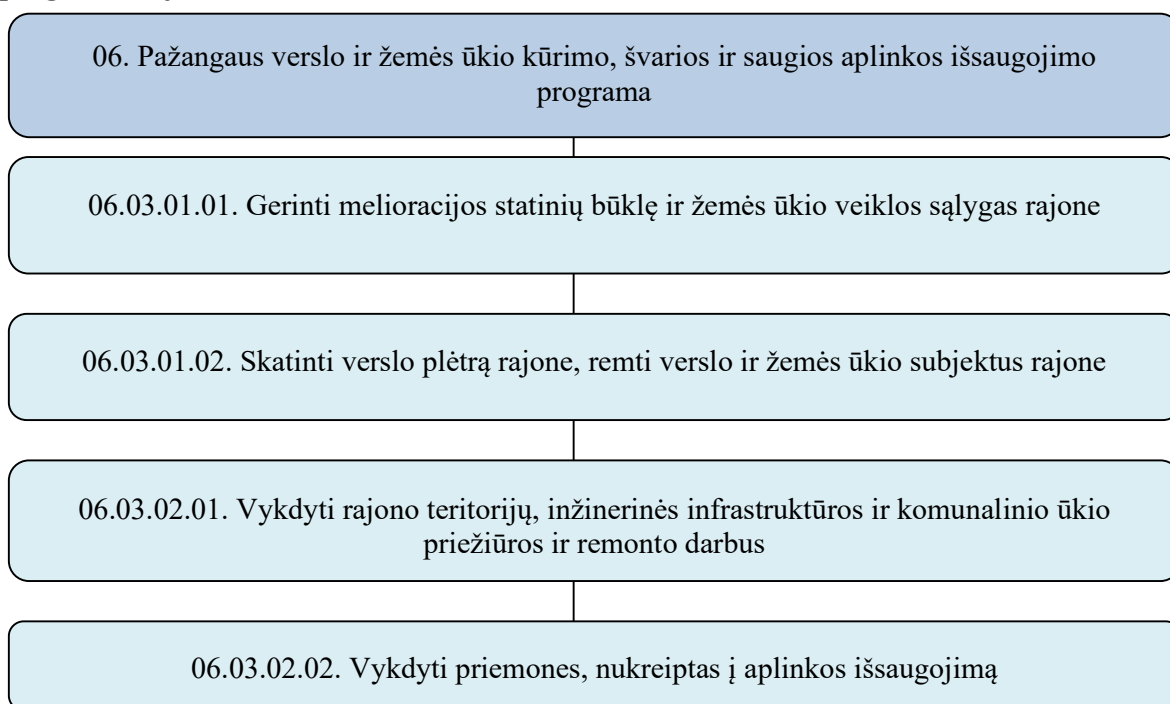 06. Pažangaus verslo ir žemės ūkio kūrimo, švarios ir saugios aplinkos išsaugojimo
programa
06.03.01.01. Gerinti melioracijos statinių būklę ir žemės ūkio veiklos sąlygas rajone
06.03.01.02. Skatinti verslo plėtrą rajone, remti verslo ir žemės ūkio subjektus rajone
06.03.02.01. Vykdyti rajono teritorijų, inžinerinės infrastruktūros ir komunalinio ūkio
priežiūros ir remonto darbus
06.03.02.02. Vykdyti priemones, nukreiptas į aplinkos išsaugojimą